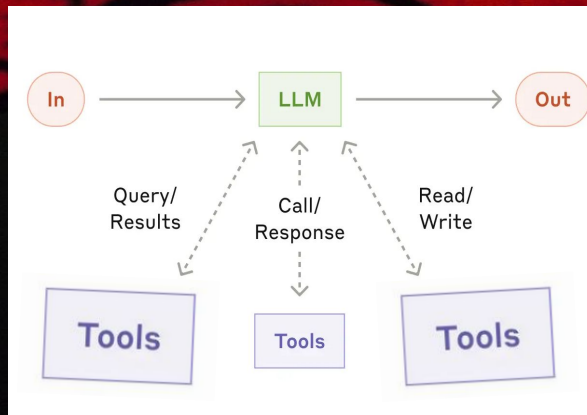 In
LLM
Out
Query/
Results
Call/
Response
Read/
Write
Tools
Tools
Tools